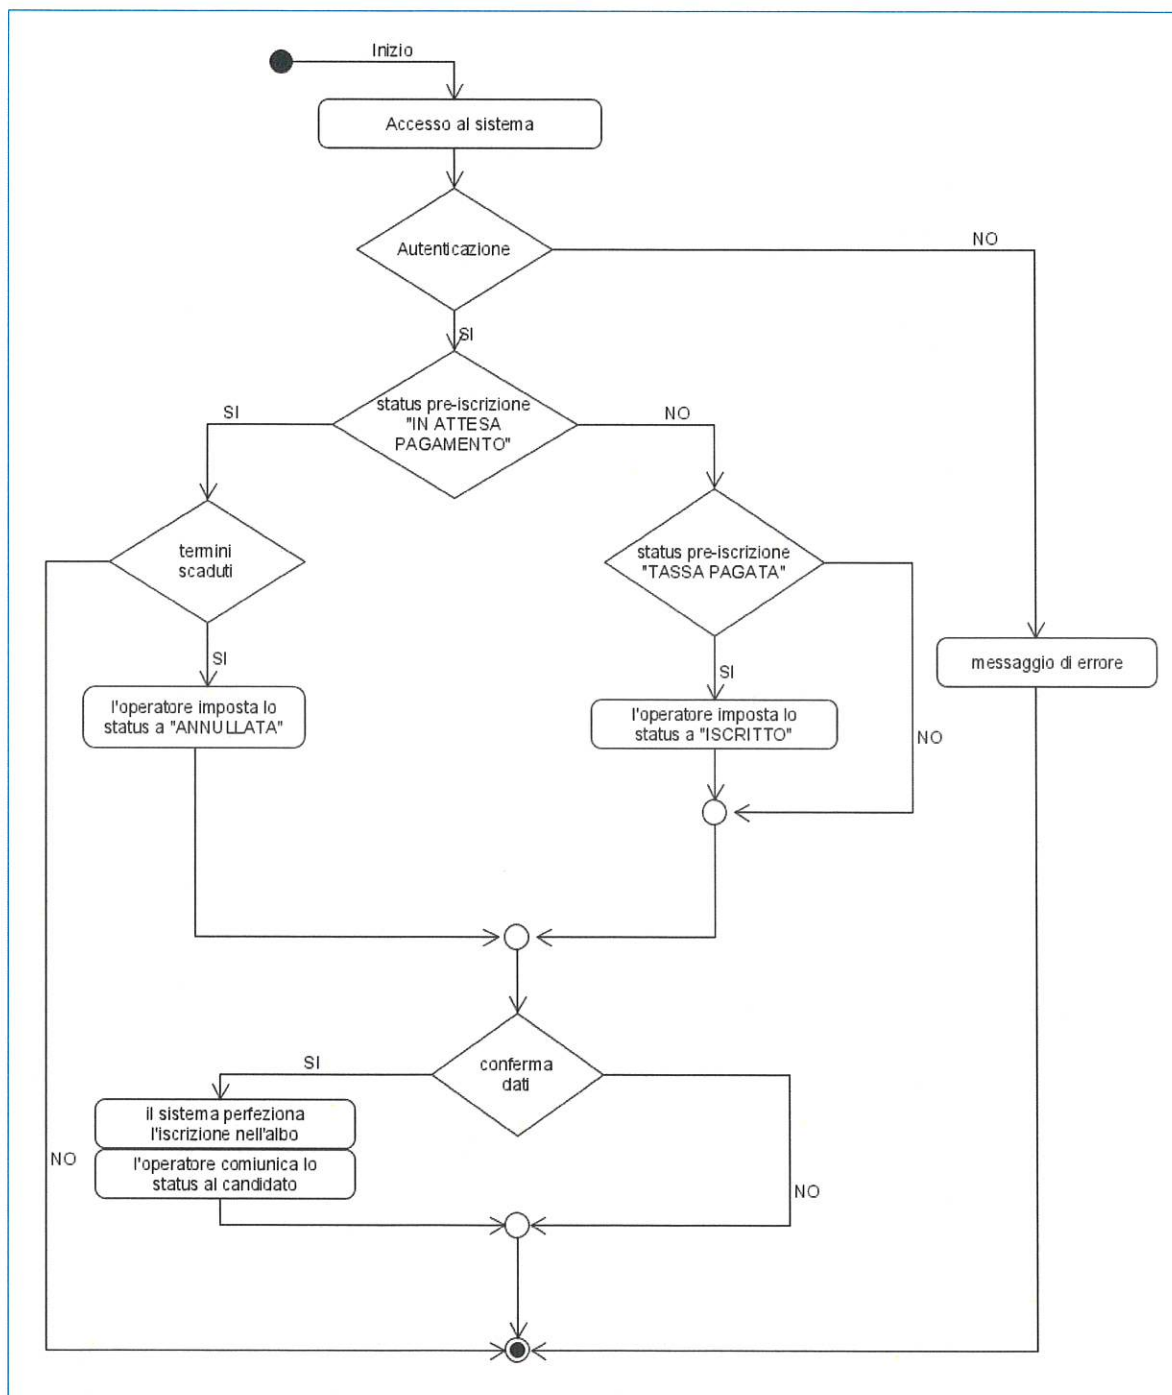 Inizio
Accesso al sistema
Autenticazione
NO
SI
status pre-iscrizione
"IN ATTESA
PAGAMENTO"
SI
NO
termini
scaduti
status pre-iscrizione
"TASSA PAGATA"
SI
SI
messaggio di errore
l'operatore imposta lo
status a "ANNULLATA"
l'operatore imposta lo
status a "ISCRITTO"
NO
conferma
dati
SI
il sistema perfeziona
l'iscrizione nell'albo
NO
l'operatore comiunica lo
status al candidato
NO